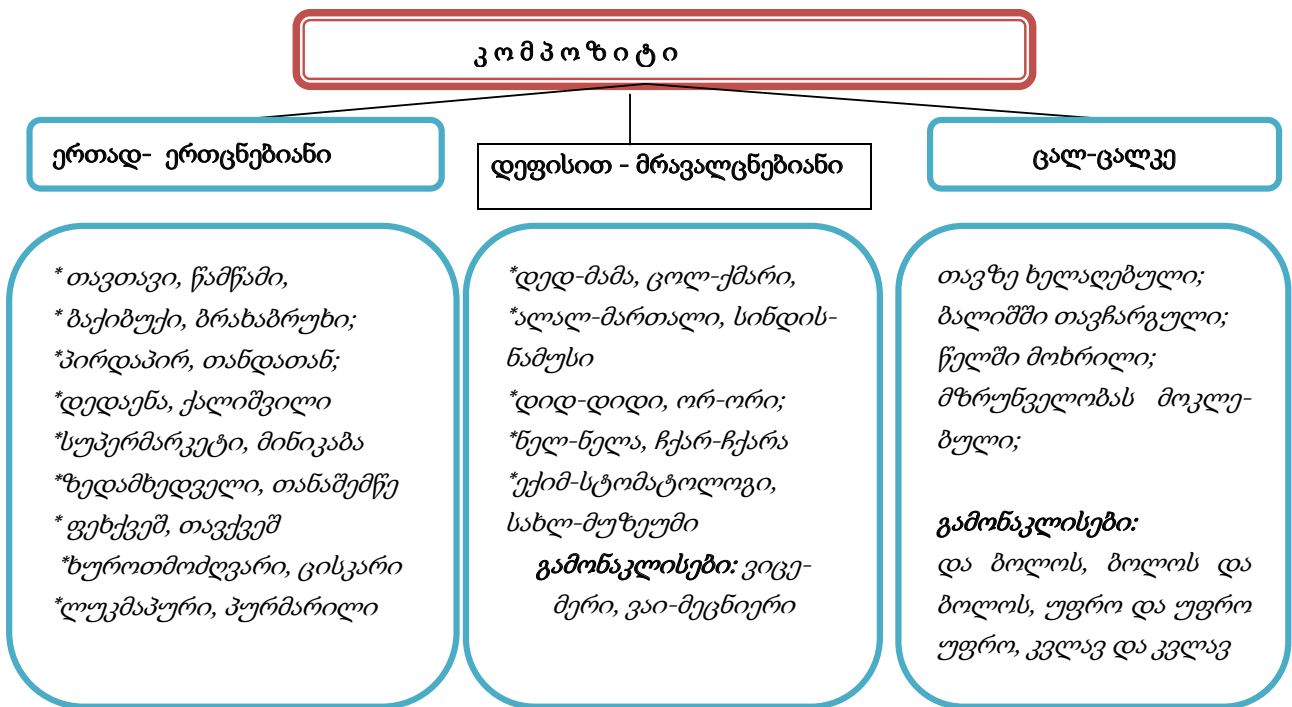 კ ო მ პ ო ზ ი ტ ი
ერთად- ერთცნებიანი
* თავთავი, წამწამი,
* ბაქიბუქი, ბრახაბრუხი;
*პირდაპირ, თანდათან;
*დედაენა, ქალიშვილი
*სუპერმარკეტი, მინიკაბა
*ზედამხედველი, თანაშემწე
* ფეხქვეშ, თავქვეშ
*ხუროთმოძღვარი, ცისკარი
*ლუკმაპური, პურმარილი
დეფისით - მრავალცნებიანი
*დედ-მამა, ცოლ-ქმარი,
*ალალ-მართალი, სინდის-
ნამუსი
*დიდ-დიდი, ორ-ორი;
*ნელ-ნელა, ჩქარ-ჩქარა
*ექიმ-სტომატოლოგი,
სახლ-მუზეუმი
გამონაკლისები: ვიცე-
მერი, ვაი-მეცნიერი
ცალ-ცალკე
თავზე ხელაღებული;
ბალიშში თავჩარგული;
წელში მოხრილი;
მზრუნველობას მოკლე-
ბული;
გამონაკლისები:
და ბოლოს, ბოლოს და
ბოლოს, უფრო და უფრო
უფრო, კვლავ და კვლავ